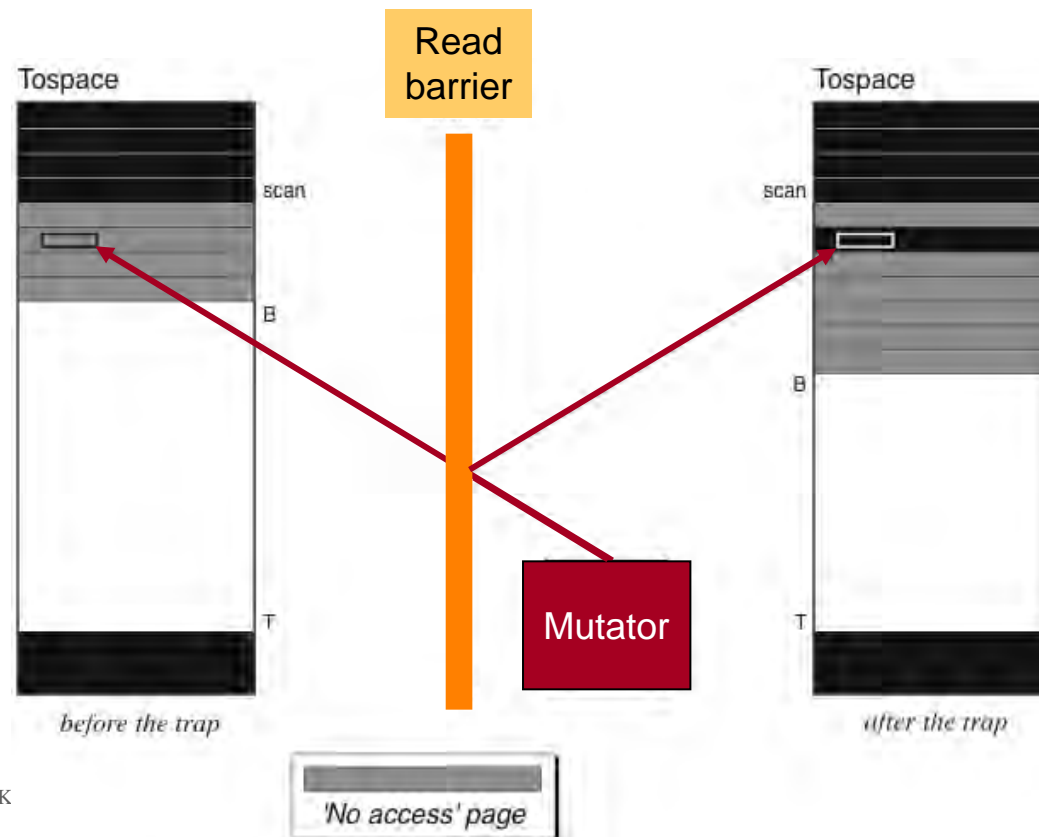 Read
barrier
Tospace
Tospace
scan
scan
B
B
T
T
Mutator
before the trap
after the trap
K
'No access' page